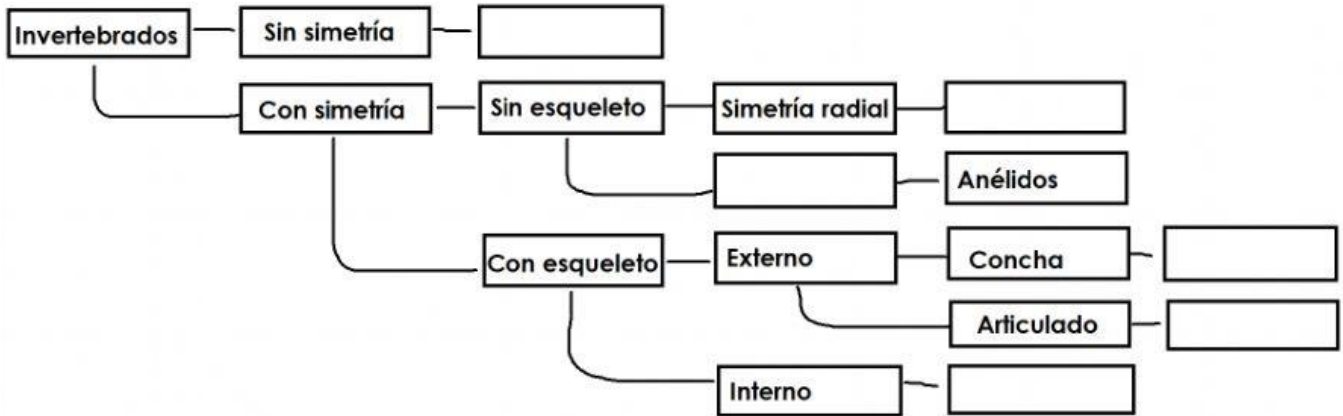 Invertebrados
Sin simetría
Con simetría
Sin esqueleto
Simetría radial
Anélidos
Con esqueleto
Externo
Concha
Articulado
Interno